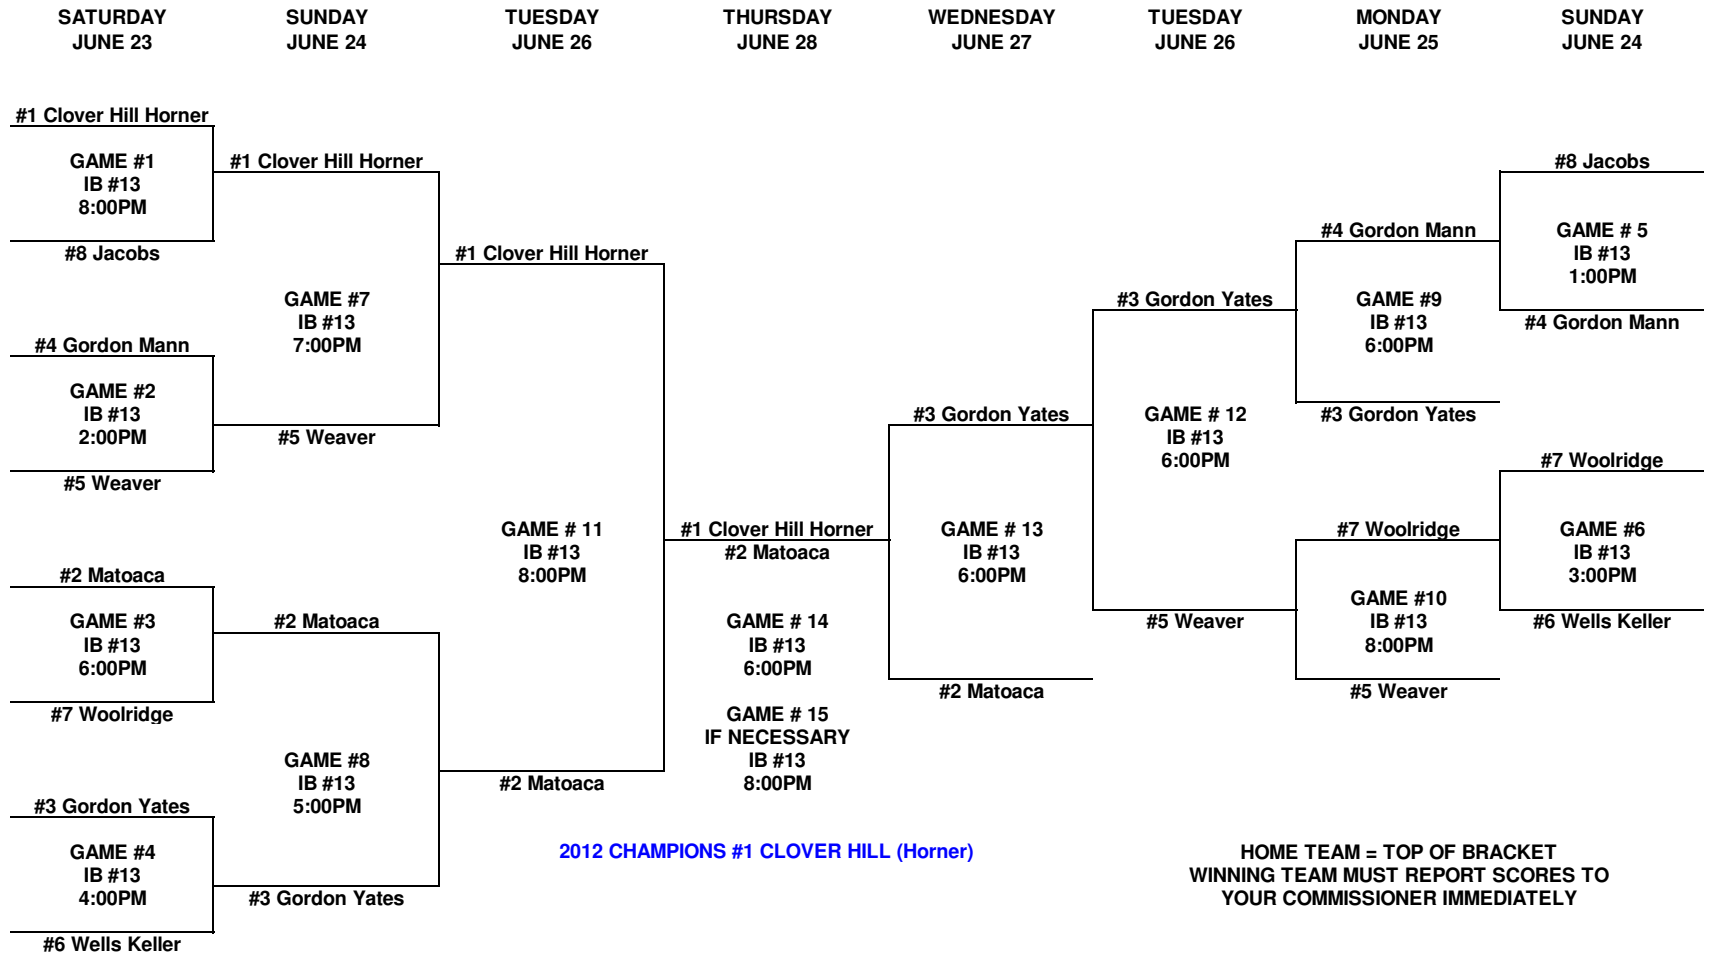 SATURDAY
JUNE 23
SUNDAY
JUNE 24
TUESDAY
JUNE 26
THURSDAY
JUNE 28
WEDNESDAY
JUNE 27
TUESDAY
JUNE 26
MONDAY
JUNE 25
SUNDAY
JUNE 24
#1 Clover Hill Horner
GAME #1
IB #13
8:00PM
#8 Jacobs
#4 Gordon Mann
GAME #2
IB #13
2:00PM
#5 Weaver
#2 Matoaca
GAME #3
IB #13
6:00PM
#7 Woolridge
#3 Gordon Yates
GAME #4
IB #13
4:00PM
#6 Wells Keller
#1 Clover Hill Horner
GAME #7
IB #13
7:00PM
#5 Weaver
#2 Matoaca
GAME #8
IB #13
5:00PM
#3 Gordon Yates
#1 Clover Hill Horner
GAME # 11
IB #13
8:00PM
#2 Matoaca
#1 Clover Hill Horner
#2 Matoaca
GAME # 14
IB #13
6:00PM
GAME # 15
IF NECESSARY
IB #13
8:00PM
#3 Gordon Yates
GAME # 13
IB #13
6:00PM
#2 Matoaca
#3 Gordon Yates
GAME # 12
IB #13
6:00PM
#5 Weaver
#4 Gordon Mann
GAME #9
IB #13
6:00PM
#3 Gordon Yates
#7 Woolridge
GAME #10
IB #13
8:00PM
#5 Weaver
#8 Jacobs
GAME # 5
IB #13
1:00PM
#4 Gordon Mann
#7 Woolridge
GAME #6
IB #13
3:00PM
#6 Wells Keller
2012 CHAMPIONS #1 CLOVER HILL (Horner)
HOME TEAM = TOP OF BRACKET
WINNING TEAM MUST REPORT SCORES TO
YOUR COMMISSIONER IMMEDIATELY